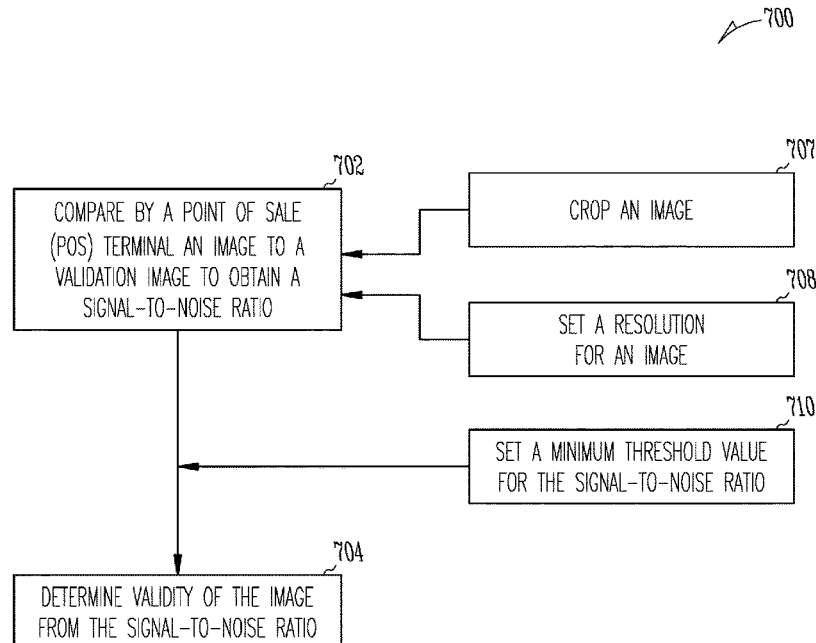 700
702
COMPARE BY A POINT OF SALE
(POS) TERMINAL AN IMAGE TO A
VALIDATION IMAGE TO OBTAIN A
SIGNAL-TO-NOISE RATIO
707
CROP AN IMAGE
708
SET A RESOLUTION
FOR AN IMAGE
710
SET A MINIMUM THRESHOLD VALUE
FOR THE SIGNAL-TO-NOISE RATIO
704
DETERMINE VALIDITY OF THE IMAGE
FROM THE SIGNAL-TO-NOISE RATIO